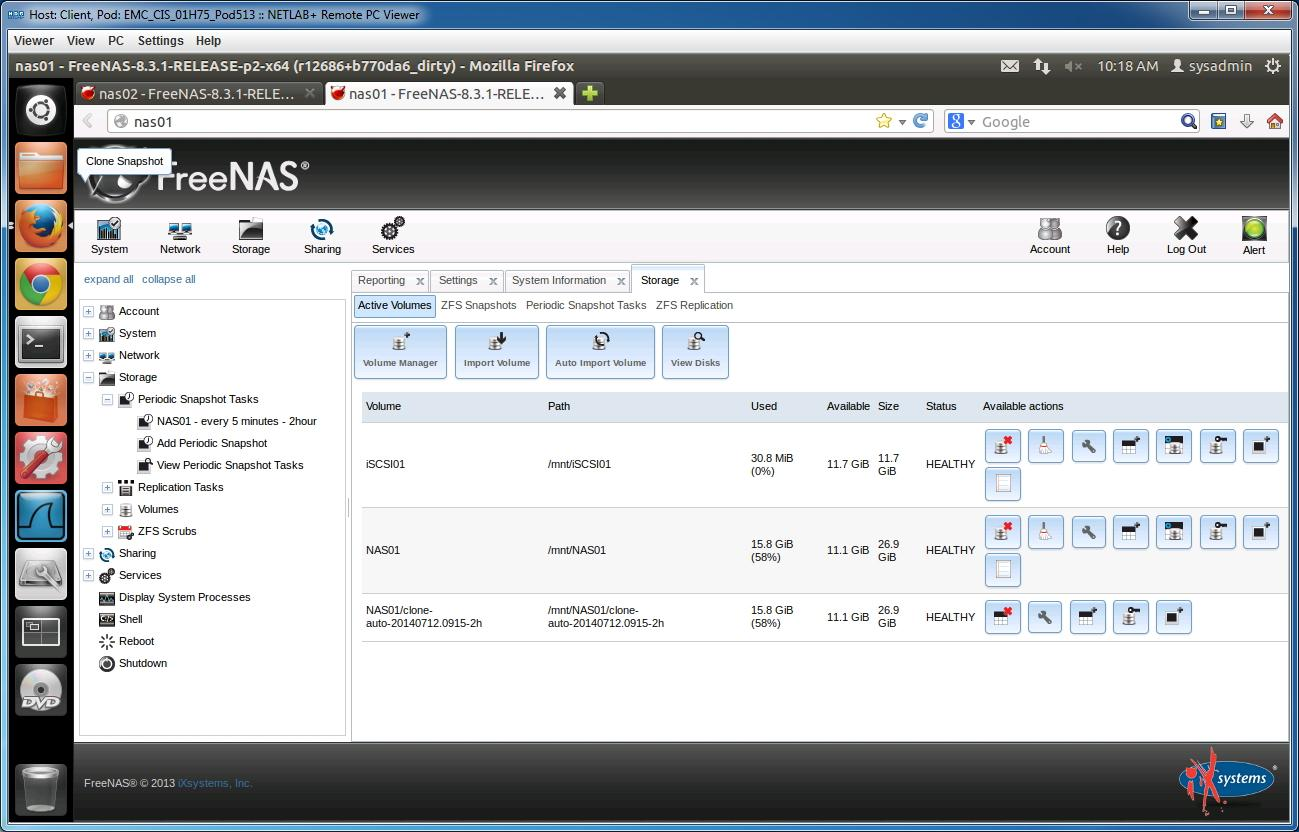 Host: Client, Pod: EMC_CIS_01H75_Pod513 :: NETLAB+ Remote PC Viewer
Viewer View PC Settings Help
nas01 - FreeNAS-8.3.1-RELEASE-p2-x64 (r12686+b770da6_dirty) - Mozilla Firefox
10:18 AM sysadmin
nas02 - FreeNAS-8.3.1-RELE...
nas01 - FreeNAS-8.3.1-RELE...
nas01
Google
Clone Snapshot
FreeNAS®
System Network Storage Sharing Services
Account Help Log Out Alert
expand all collapse all
Account
System
Network
Storage
Periodic Snapshot Tasks
NAS01 - every 5 minutes - 2hour
Add Periodic Snapshot
View Periodic Snapshot Tasks
Replication Tasks
Volumes
ZFS Scrubs
Sharing
Services
Display System Processes
Shell
Reboot
Shutdown
Reporting Settings System Information Storage
Active Volumes ZFS Snapshots Periodic Snapshot Tasks ZFS Replication
Volume Manager Import Volume Auto Import Volume View Disks
Volume Path Used Available Size Status Available actions
iSCSI01 /mnt/iSCSI01 30.8 MiB (0%) 11.7 GiB 11.7 GiB HEALTHY
NAS01 /mnt/NAS01 15.8 GiB (58%) 11.1 GiB 26.9 GiB HEALTHY
NAS01/clone-auto-20140712.0915-2h /mnt/NAS01/clone-auto-20140712.0915-2h 15.8 GiB (58%) 11.1 GiB 26.9 GiB HEALTHY
FreeNAS® © 2013 iXsystems, Inc.
iXsystems®
DVD